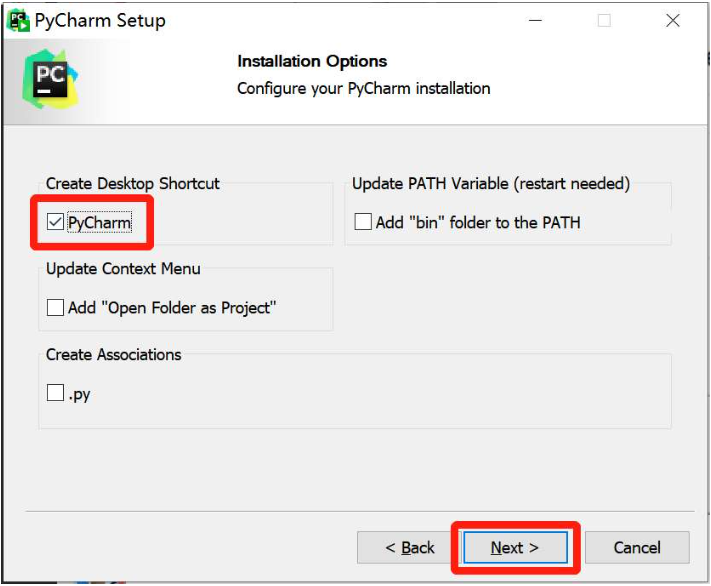 PyCharm Setup
PC
Installation Options
Configure your PyCharm installation
Create Desktop Shortcut
PyCharm
Update PATH Variable (restart needed)
Add "bin" folder to the PATH
Update Context Menu
Add "Open Folder as Project"
Create Associations
.py
< Back
Next >
Cancel